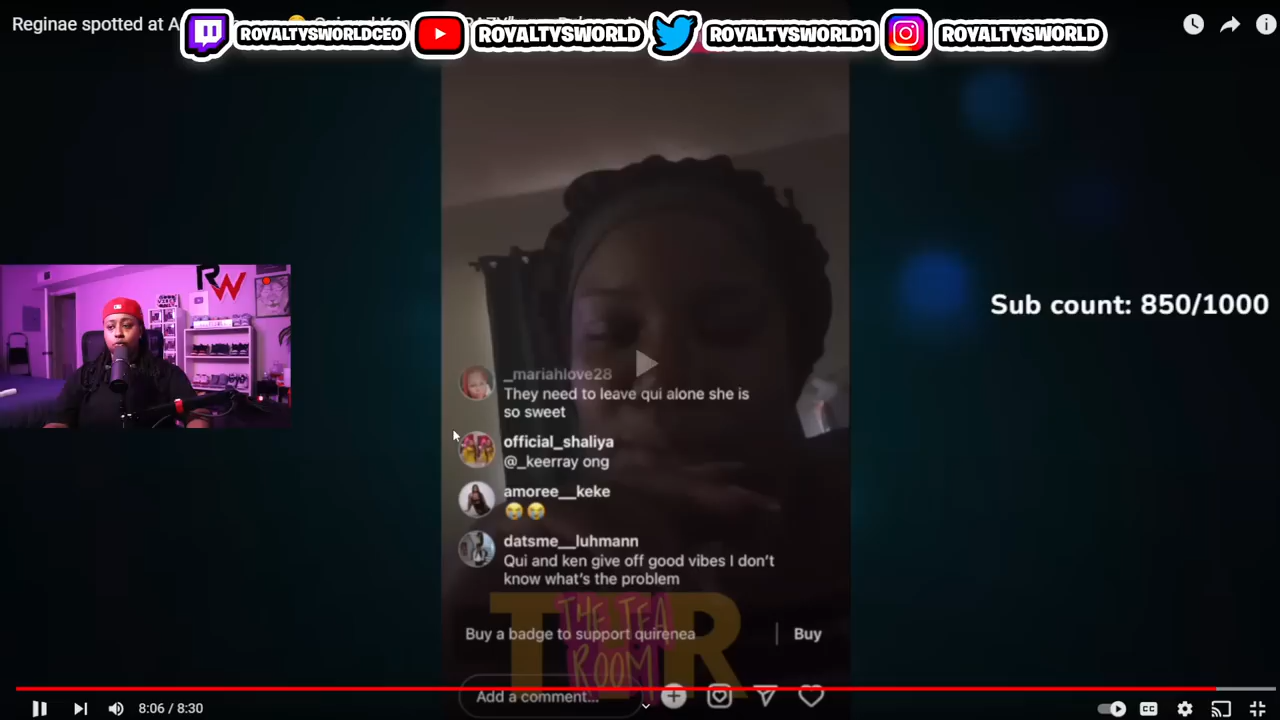 Reginae spotted at A
ROYALTYSWORLDCEO
ROYALTYSWORLD
ROYALTYSWORLD1
ROYALTYSWORLD
RW
Sub count: 850/1000
_mariahlove28
They need to leave qui alone she is
so sweet
official_shaliya
@_keerray ong
amoree__keke
😭😭
datsme__luhmann
Qui and ken give off good vibes I don't
know what's the problem
THE TEA
ROOM
Buy a badge to support quirenea
Buy
Add a comment...
8:06 / 8:30
CC